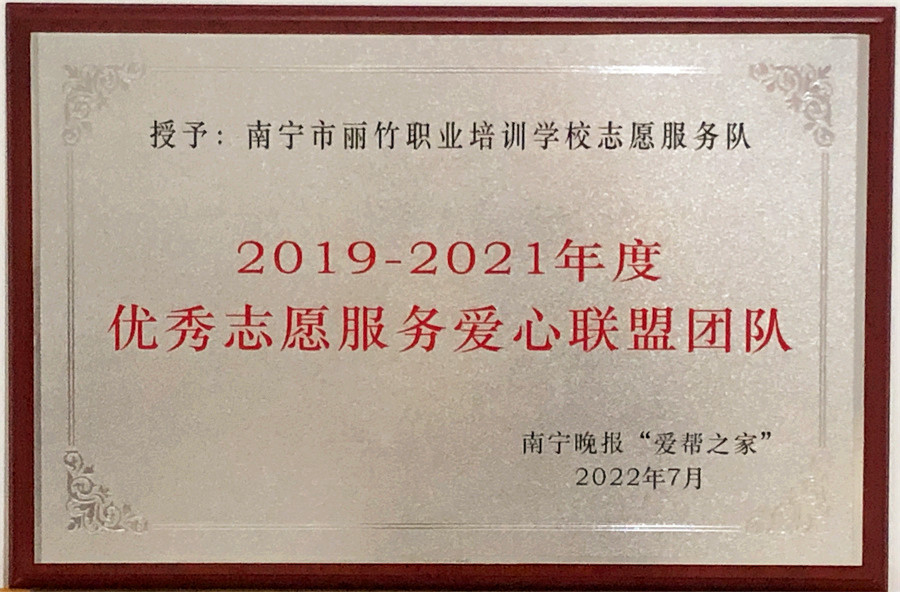 授予：南宁市丽竹职业培训学校志愿服务队
2019-2021年度
优秀志愿服务爱心联盟团队
南宁晚报“爱帮之家”
2022年7月